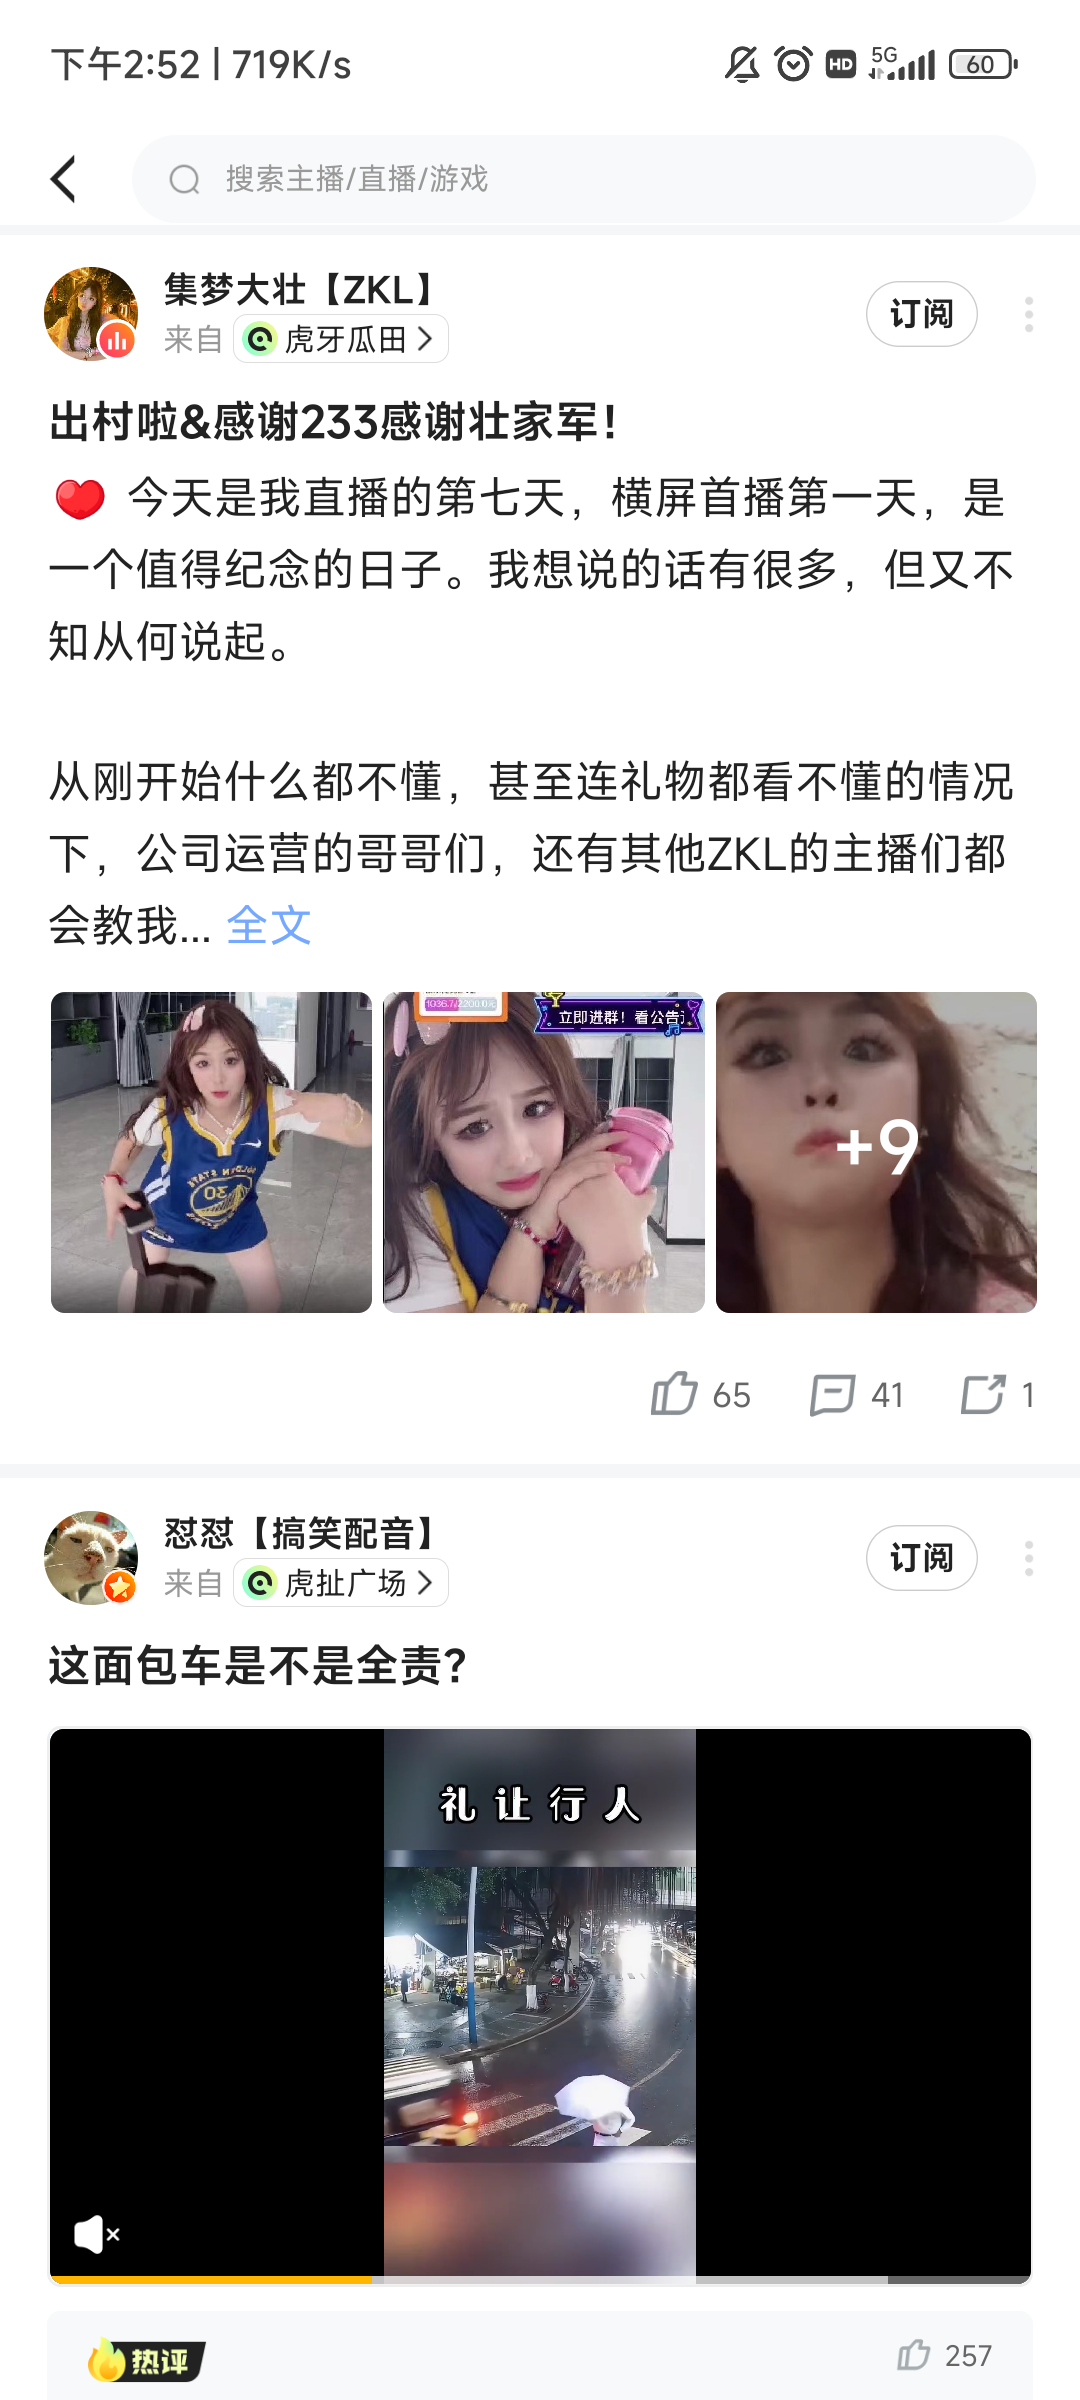 下午2:52 | 719K/s
HD 5G 60
搜索主播/直播/游戏
集梦大壮【ZKL】
来自 虎牙瓜田
订阅
出村啦&感谢233感谢壮家军!
今天是我直播的第七天，横屏首播第一天，是
一个值得纪念的日子。我想说的话有很多，但又不
知从何说起。
从刚开始什么都不懂，甚至连礼物都看不懂的情况
下，公司运营的哥哥们，还有其他ZKL的主播们都
会教我... 全文
立即进群！看公告
30
+9
65 41 1
怼怼【搞笑配音】
来自 虎扯广场
订阅
这面包车是不是全责?
礼让行人
热评
257